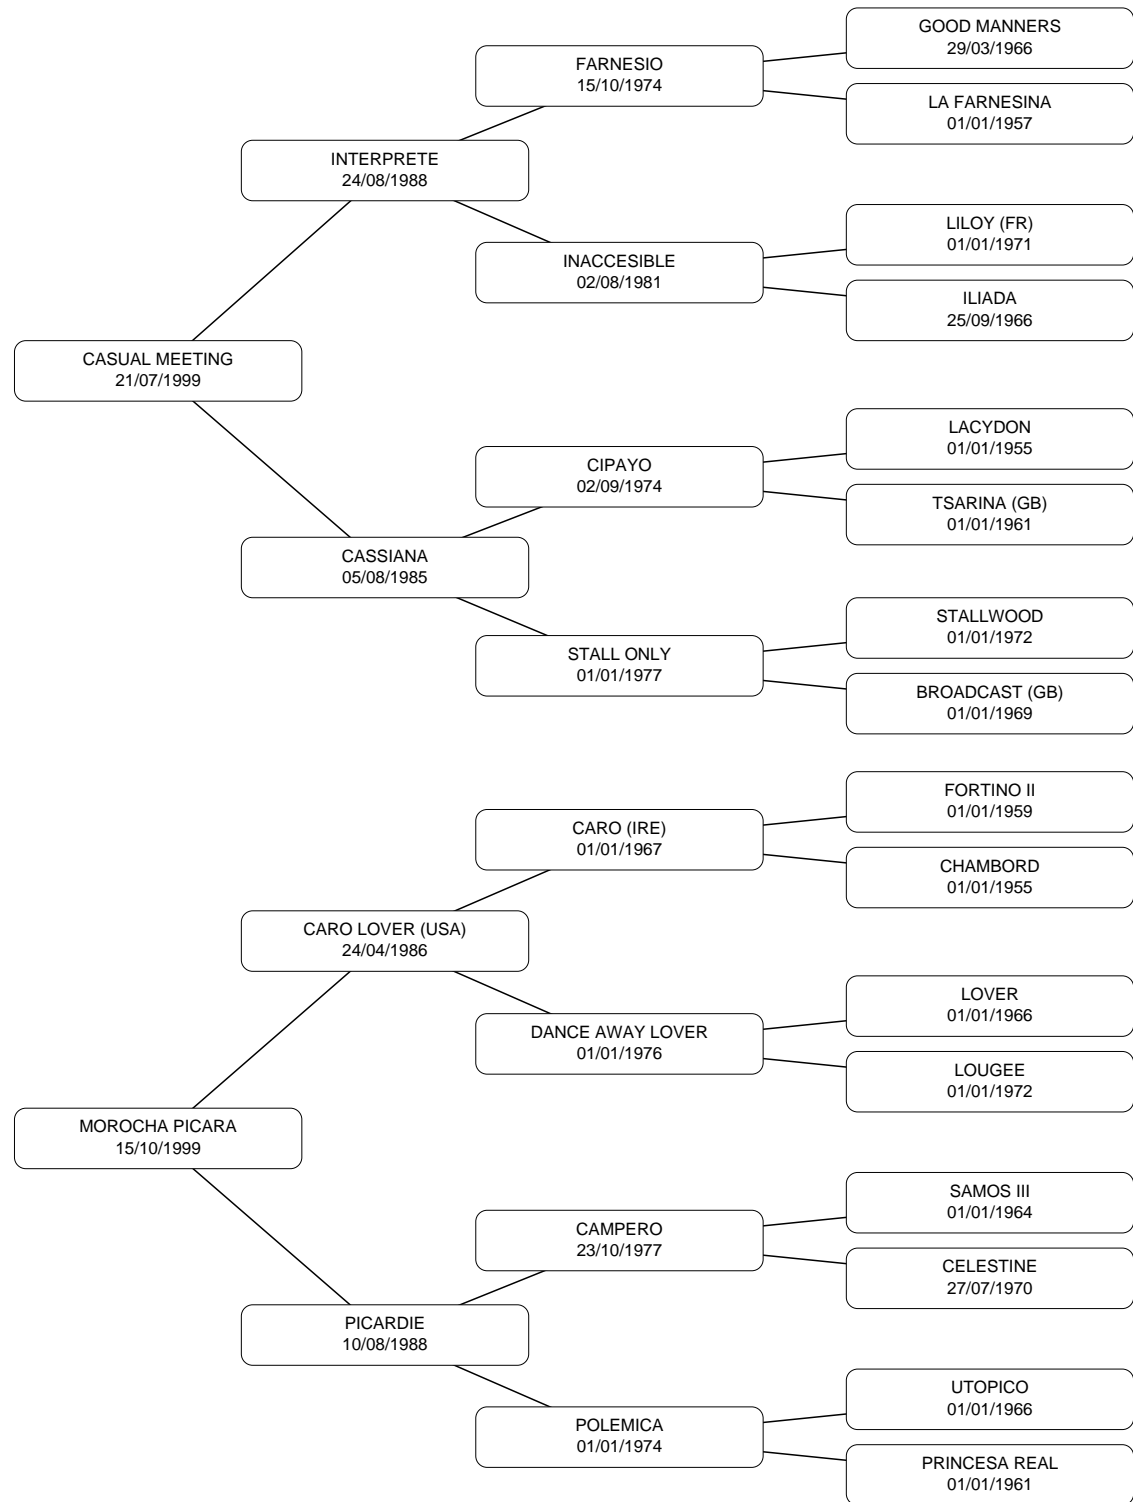 GOOD MANNERS
29/03/1966
FARNESIO
15/10/1974
LA FARNESINA
01/01/1957
INTERPRETE
24/08/1988
LILOY (FR)
01/01/1971
INACCESIBLE
02/08/1981
ILIADA
25/09/1966
CASUAL MEETING
21/07/1999
LACYDON
01/01/1955
CIPAYO
02/09/1974
TSARINA (GB)
01/01/1961
CASSIANA
05/08/1985
STALLWOOD
01/01/1972
STALL ONLY
01/01/1977
BROADCAST (GB)
01/01/1969
FORTINO II
01/01/1959
CARO (IRE)
01/01/1967
CHAMBORD
01/01/1955
CARO LOVER (USA)
24/04/1986
LOVER
01/01/1966
DANCE AWAY LOVER
01/01/1976
LOUGEE
01/01/1972
MOROCHA PICARA
15/10/1999
SAMOS III
01/01/1964
CAMPERO
23/10/1977
CELESTINE
27/07/1970
PICARDIE
10/08/1988
UTOPICO
01/01/1966
POLEMICA
01/01/1974
PRINCESA REAL
01/01/1961